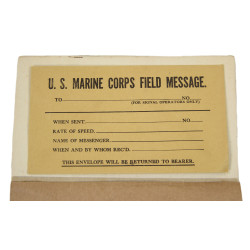 U. S. MARINE CORPS FIELD MESSAGE.
TO NO.
(FOR SIGNAL OPERATORS ONLY)
WHEN SENT: NO.
RATE OF SPEED
NAME OF MESSENGER
WHEN AND BY WHOM REC'D.
THIS ENVELOPE WILL BE RETURNED TO BEARER.